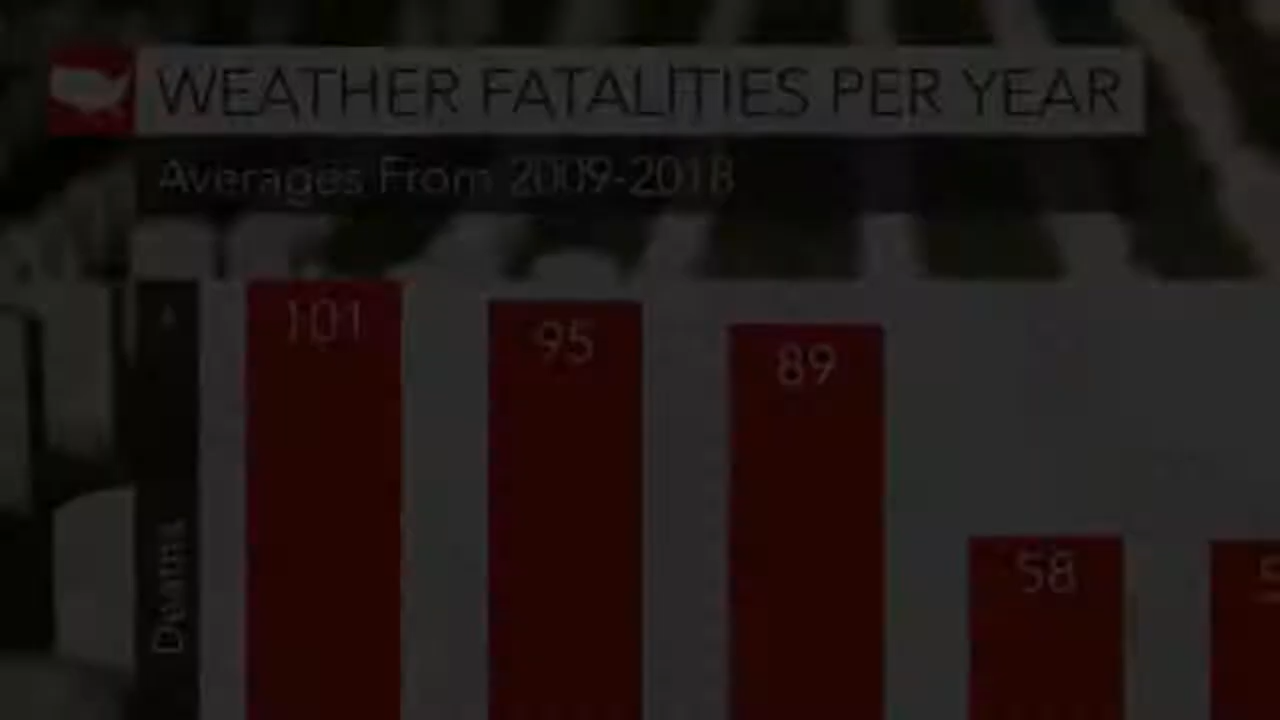 WEATHER FATALITIES PER YEAR
Averages From 2009-2018
101
95
89
58
Deaths